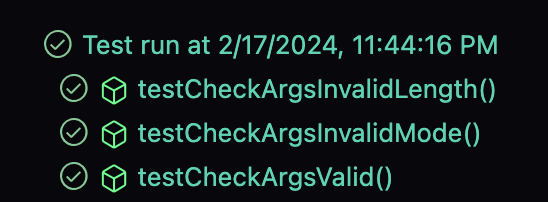 Test run at 2/17/2024, 11:44:16 PM
testCheckArgsInvalidLength()
testCheckArgsInvalidMode()
testCheckArgsValid()